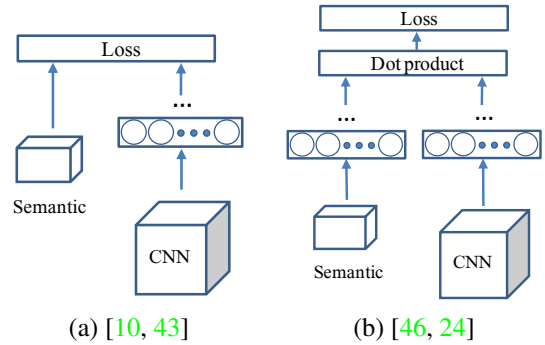 Loss
...
Semantic
CNN
(a) [10, 43]
Loss
Dot product
...
...
Semantic
CNN
(b) [46, 24]